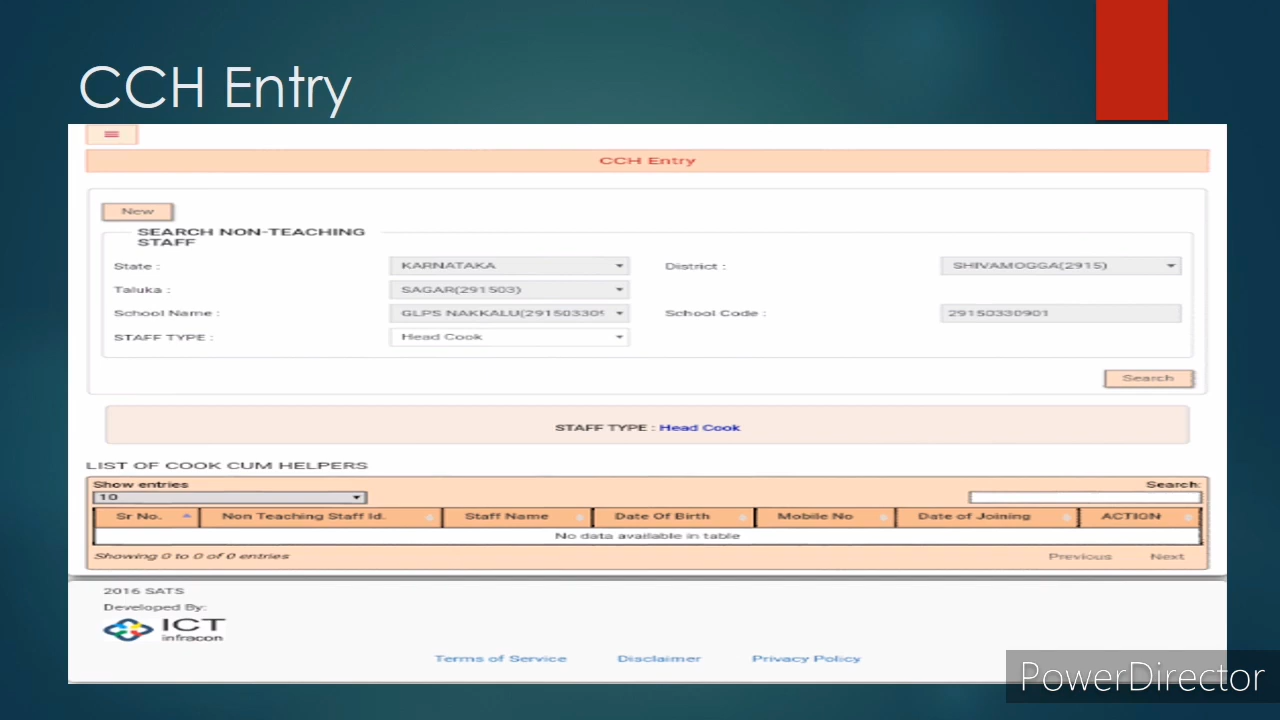 CCH Entry
CCH Entry
New
SEARCH NON-TEACHING
STAFF
State : KARNATAKA District : SHIVAMOGGA(2915)
Taluka : SAGAR(291503)
School Name : GLPS NAKKALU(291503309 School Code : 29150330901
STAFF TYPE : Head Cook
Search
STAFF TYPE : Head Cook
LIST OF COOK CUM HELPERS
Show entries Search:
10
Sr No. Non Teaching Staff Id. Staff Name Date Of Birth Mobile No Date of Joining ACTION
No data available in table
Showing 0 to 0 of 0 entries Previous Next
2016 SATS
Developed By:
ICT
infracon
Terms of Service Disclaimer Privacy Policy
PowerDirector